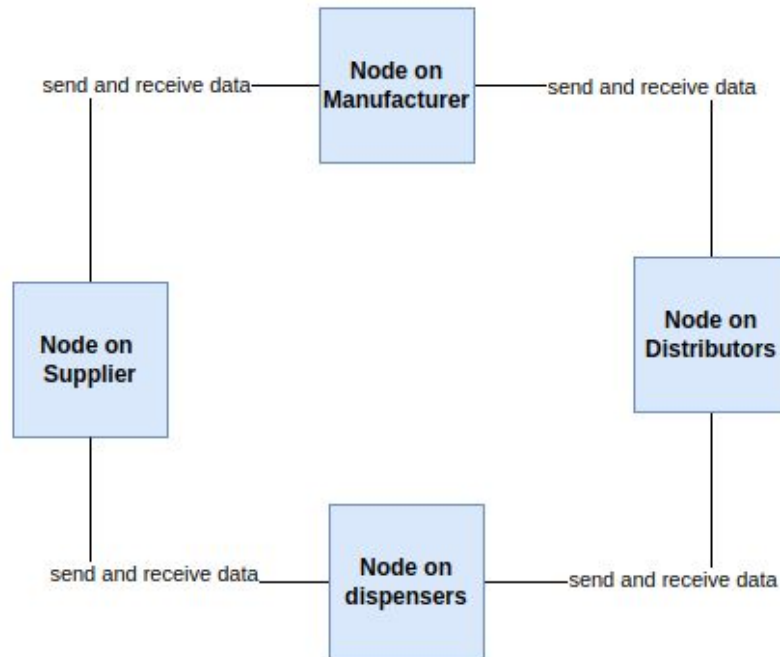 Node on
Manufacturer
send and receive data
send and receive data
Node on
Distributors
Node on
Supplier
Node on
dispensers
send and receive data
send and receive data